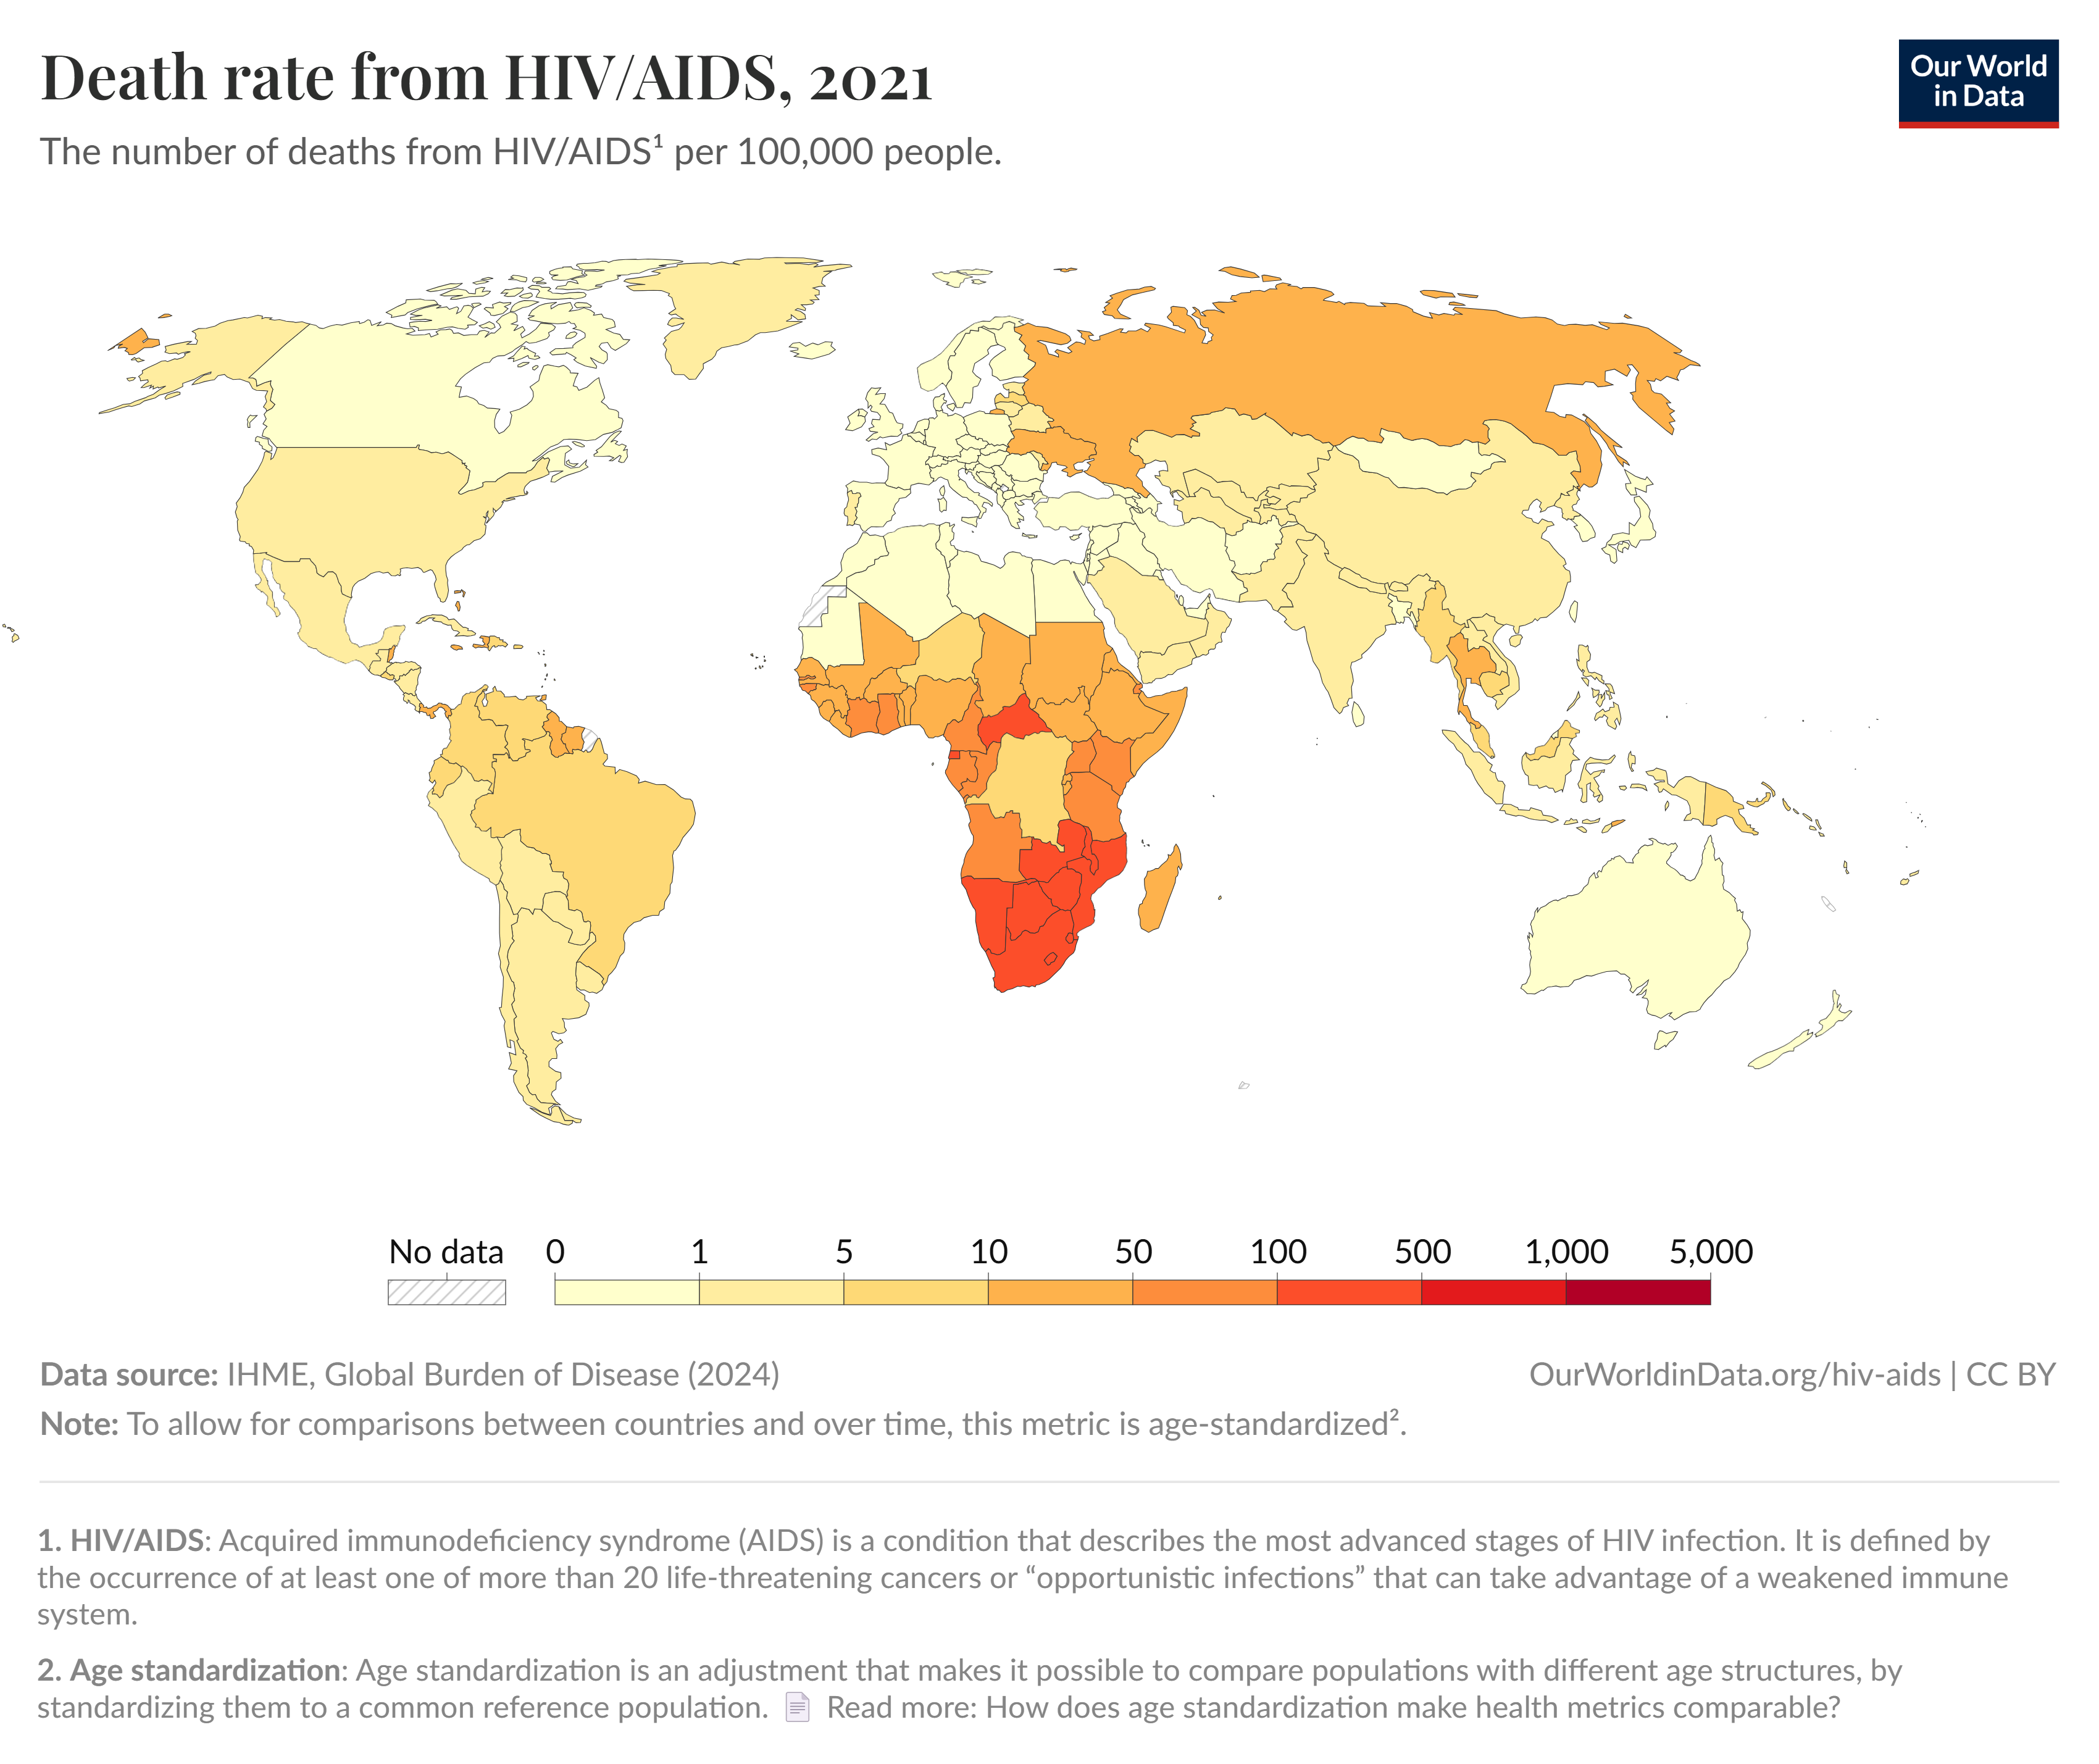 Death rate from HIV/AIDS, 2021
The number of deaths from HIV/AIDS¹ per 100,000 people.
Our World
in Data
No data 0 1 5 10 50 100 500 1,000 5,000
Data source: IHME, Global Burden of Disease (2024)
OurWorldinData.org/hiv-aids | CC BY
Note: To allow for comparisons between countries and over time, this metric is age-standardized².
1. HIV/AIDS: Acquired immunodeficiency syndrome (AIDS) is a condition that describes the most advanced stages of HIV infection. It is defined by
the occurrence of at least one of more than 20 life-threatening cancers or “opportunistic infections” that can take advantage of a weakened immune
system.
2. Age standardization: Age standardization is an adjustment that makes it possible to compare populations with different age structures, by
standardizing them to a common reference population. Read more: How does age standardization make health metrics comparable?